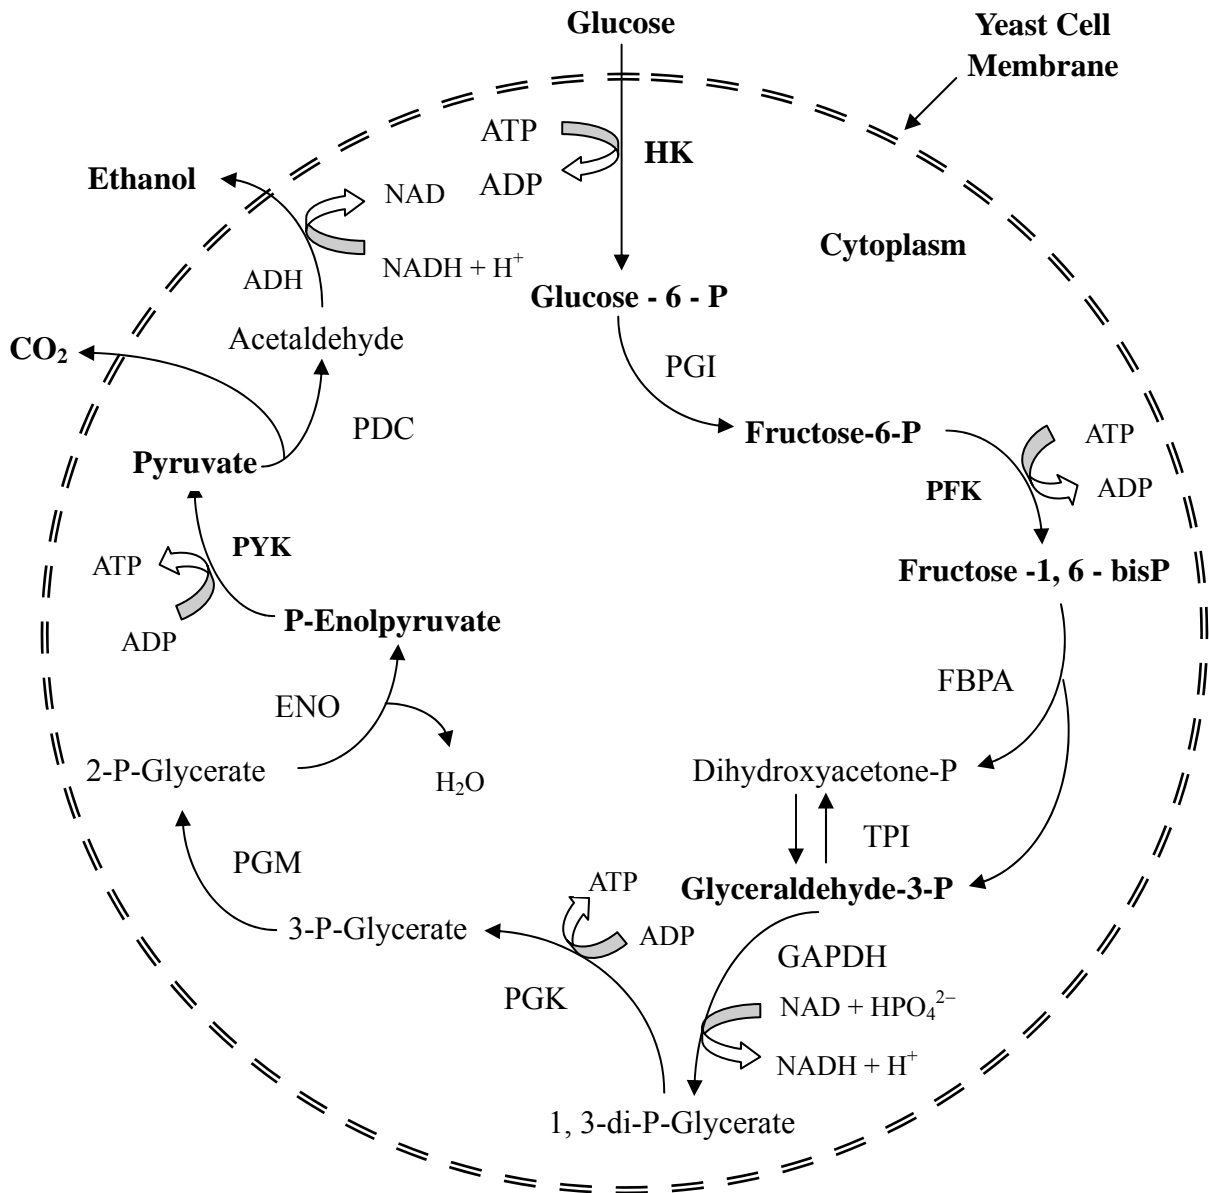 Glucose
Yeast Cell
Membrane
ATP
HK
ADP
Ethanol
NAD
NADH + H⁺
ADH
Cytoplasm
Glucose - 6 - P
Acetaldehyde
CO₂
PGI
PDC
Fructose-6-P
ATP
Pyruvate
PFK
ADP
PYK
ATP
Fructose -1, 6 - bisP
P-Enolpyruvate
ADP
FBPA
ENO
2-P-Glycerate
H₂O
Dihydroxyacetone-P
TPI
PGM
ATP
Glyceraldehyde-3-P
3-P-Glycerate
ADP
GAPDH
PGK
NAD + HPO₄²⁻
NADH + H⁺
1, 3-di-P-Glycerate